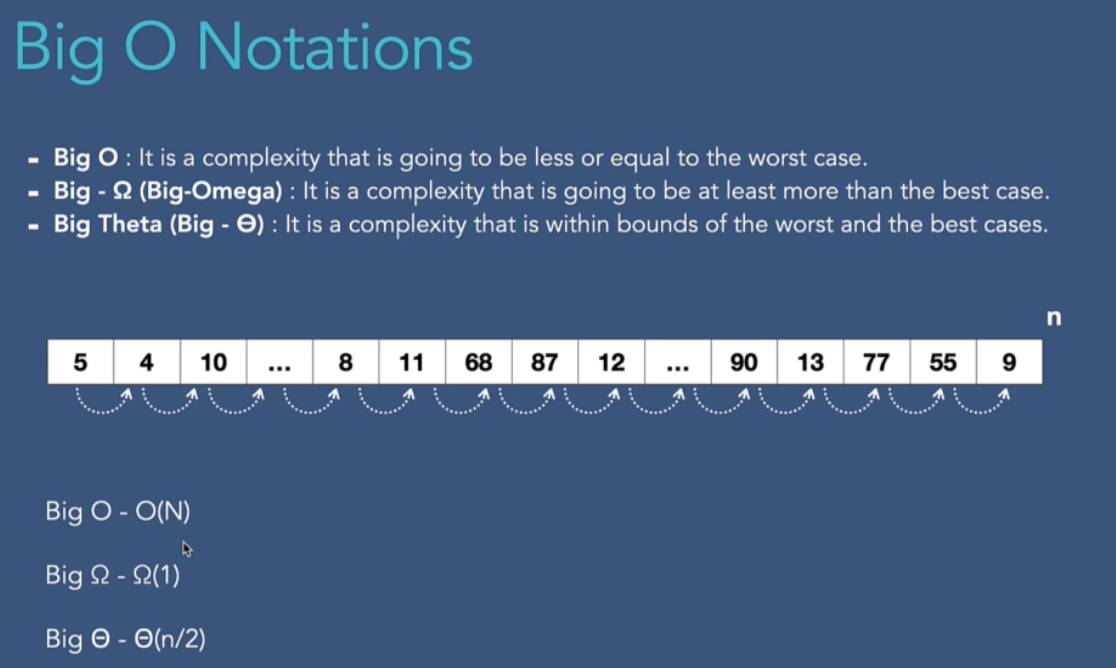 Big O Notations
- Big O : It is a complexity that is going to be less or equal to the worst case.
- Big - Ω (Big-Omega) : It is a complexity that is going to be at least more than the best case.
- Big Theta (Big - Θ) : It is a complexity that is within bounds of the worst and the best cases.
n
5 4 10 ... 8 11 68 87 12 ... 90 13 77 55 9
Big O - O(N)
Big Ω - Ω(1)
Big Θ - Θ(n/2)